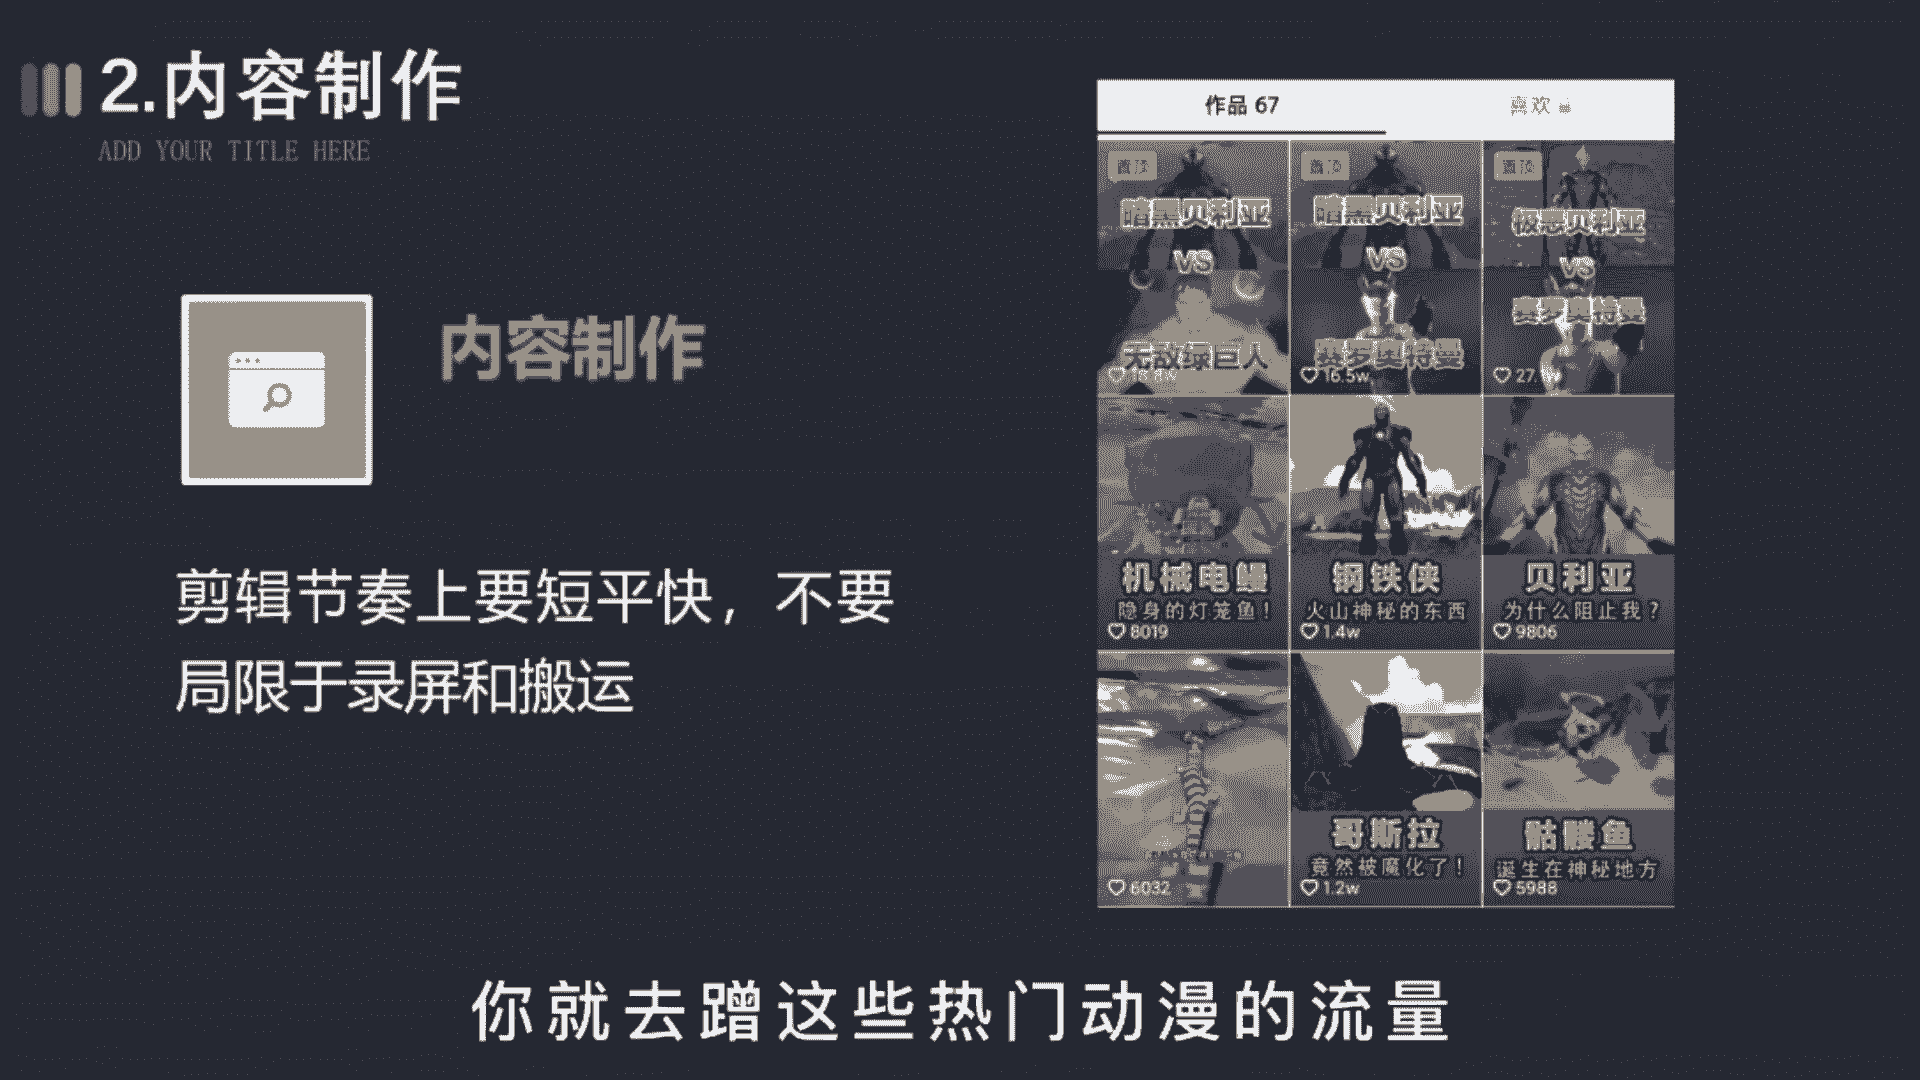 2.内容制作
ADD YOUR TITLE HERE
内容制作
剪辑节奏上要短平快，不要
局限于录屏和搬运
作品 67
喜欢
置顶
置顶
置顶
暗黑贝利亚
VS
无敌绿巨人
暗黑贝利亚
VS
赛罗奥特曼
16.5w
极恶贝利亚
VS
赛罗奥特曼
机械电鳗
隐身的灯笼鱼！
8019
钢铁侠
火山神秘的东西
1.4w
贝利亚
为什么阻止我？
9806
6032
哥斯拉
竟然被魔化了！
1.2w
骷髅鱼
诞生在神秘地方
5988
你就去蹭这些热门动漫的流量